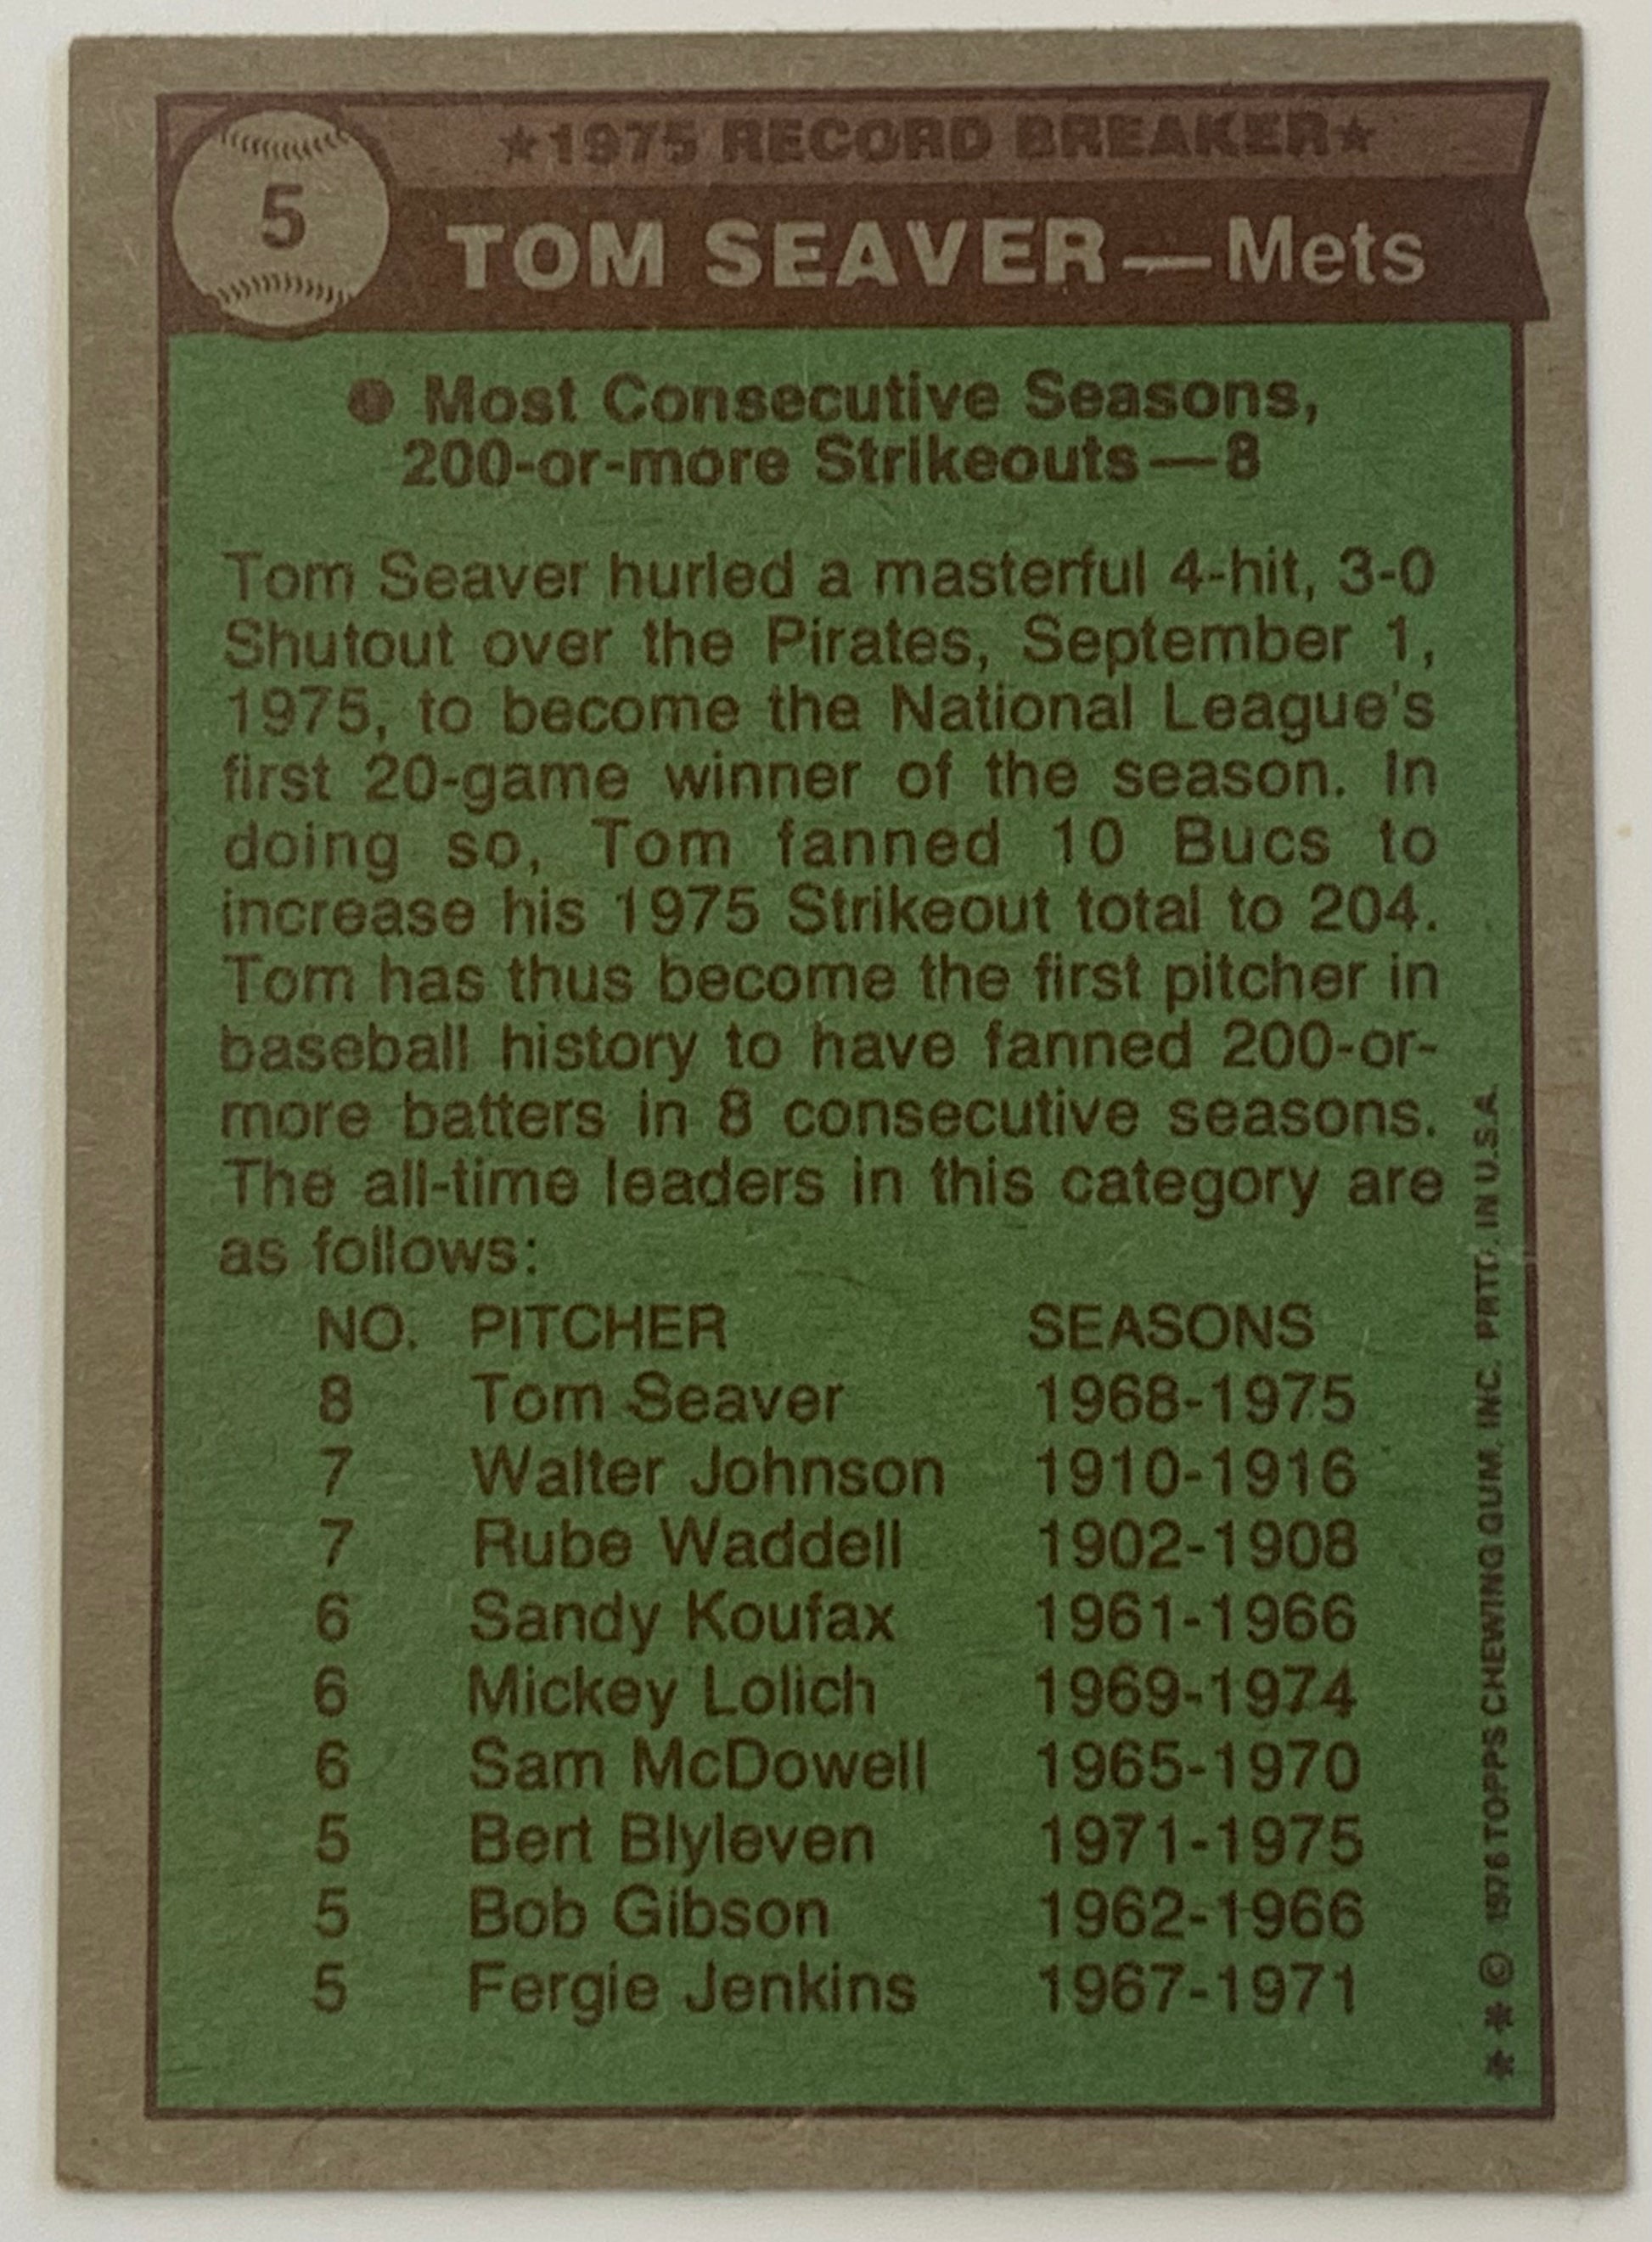 ★1975 RECORD BREAKER★
5
TOM SEAVER—Mets
● Most Consecutive Seasons,
200-or-more Strikeouts—8
Tom Seaver hurled a masterful 4-hit, 3-0
Shutout over the Pirates, September 1,
1975, to become the National League's
first 20-game winner of the season. In
doing so, Tom fanned 10 Bucs to
increase his 1975 Strikeout total to 204.
Tom has thus become the first pitcher in
baseball history to have fanned 200-or-
more batters in 8 consecutive seasons.
The all-time leaders in this category are
as follows:
NO. PITCHER SEASONS
8 Tom Seaver 1968-1975
7 Walter Johnson 1910-1916
7 Rube Waddell 1902-1908
6 Sandy Koufax 1961-1966
6 Mickey Lolich 1969-1974
6 Sam McDowell 1965-1970
5 Bert Blyleven 1971-1975
5 Bob Gibson 1962-1966
5 Fergie Jenkins 1967-1971
* * © 1976 TOPPS CHEWING GUM, INC. PRTD. IN U.S.A.